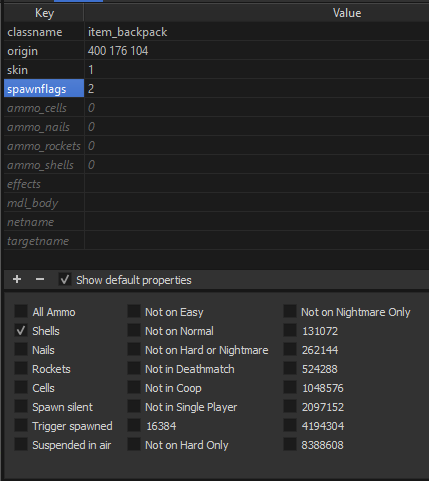 Key Value
classname item_backpack
origin 400 176 104
skin 1
spawnflags 2
ammo_cells 0
ammo_nails 0
ammo_rockets 0
ammo_shells 0
effects
mdl_body
netname
targetname
+ − Show default properties
All Ammo Not on Easy Not on Nightmare Only
Shells Not on Normal 131072
Nails Not on Hard or Nightmare 262144
Rockets Not in Deathmatch 524288
Cells Not in Coop 1048576
Spawn silent Not in Single Player 2097152
Trigger spawned 16384 4194304
Suspended in air Not on Hard Only 8388608